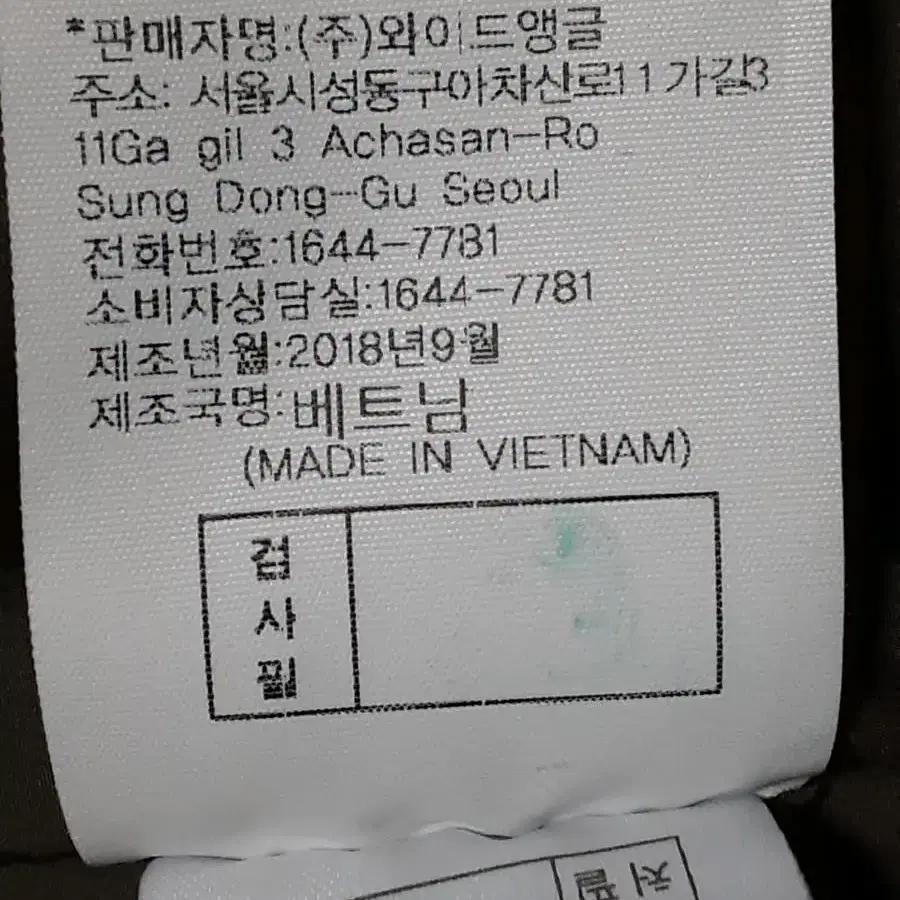 *판매자명:(주)와이드앵글
주소: 서울시성동구아차산로11가길3
11Ga gil 3 Achasan-Ro
Sung Dong-Gu Seoul
전화번호:1644-7781
소비자상담실:1644-7781
제조년월:2018년9월
제조국명:베트남
(MADE IN VIETNAM)
검
사
필